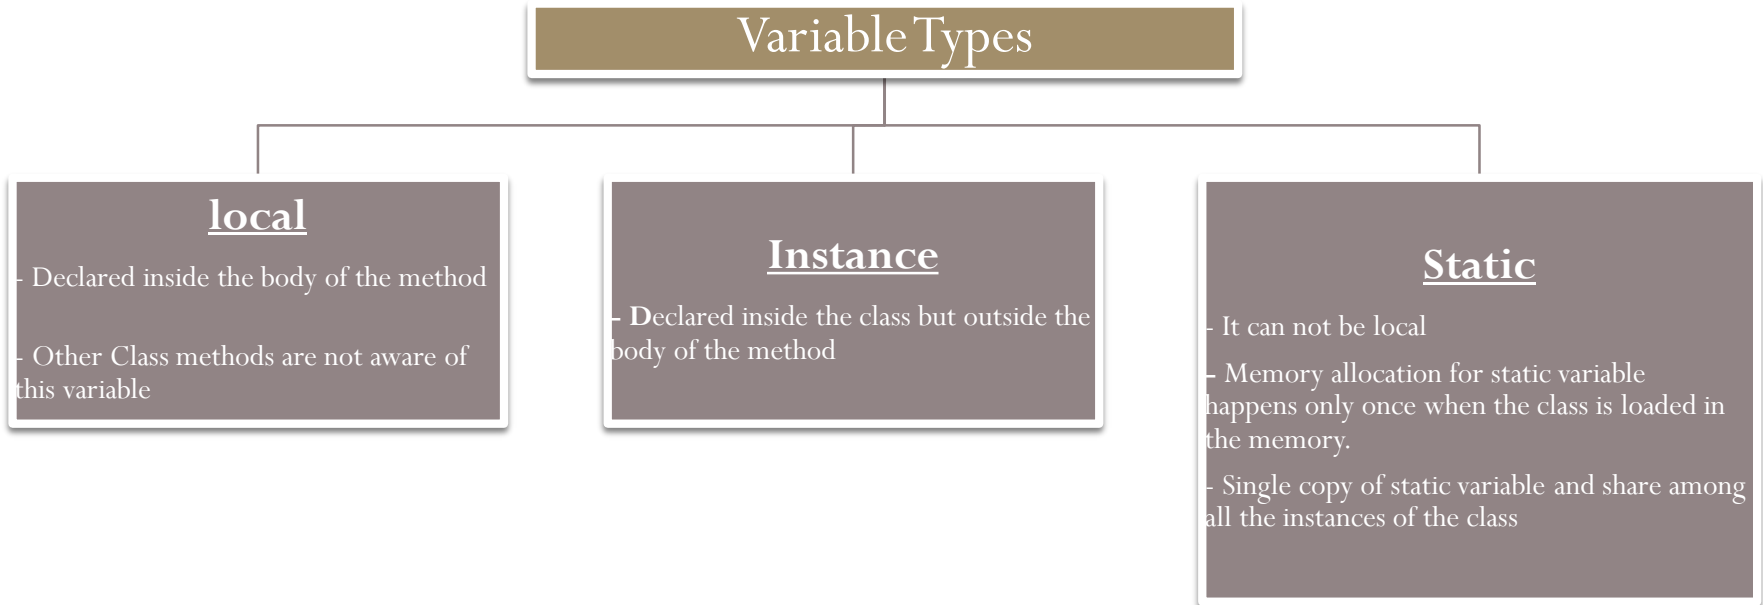 Variable Types
local
- Declared inside the body of the method
- Other Class methods are not aware of
this variable
Instance
- Declared inside the class but outside the
body of the method
Static
- It can not be local
- Memory allocation for static variable
happens only once when the class is loaded in
the memory.
- Single copy of static variable and share among
all the instances of the class